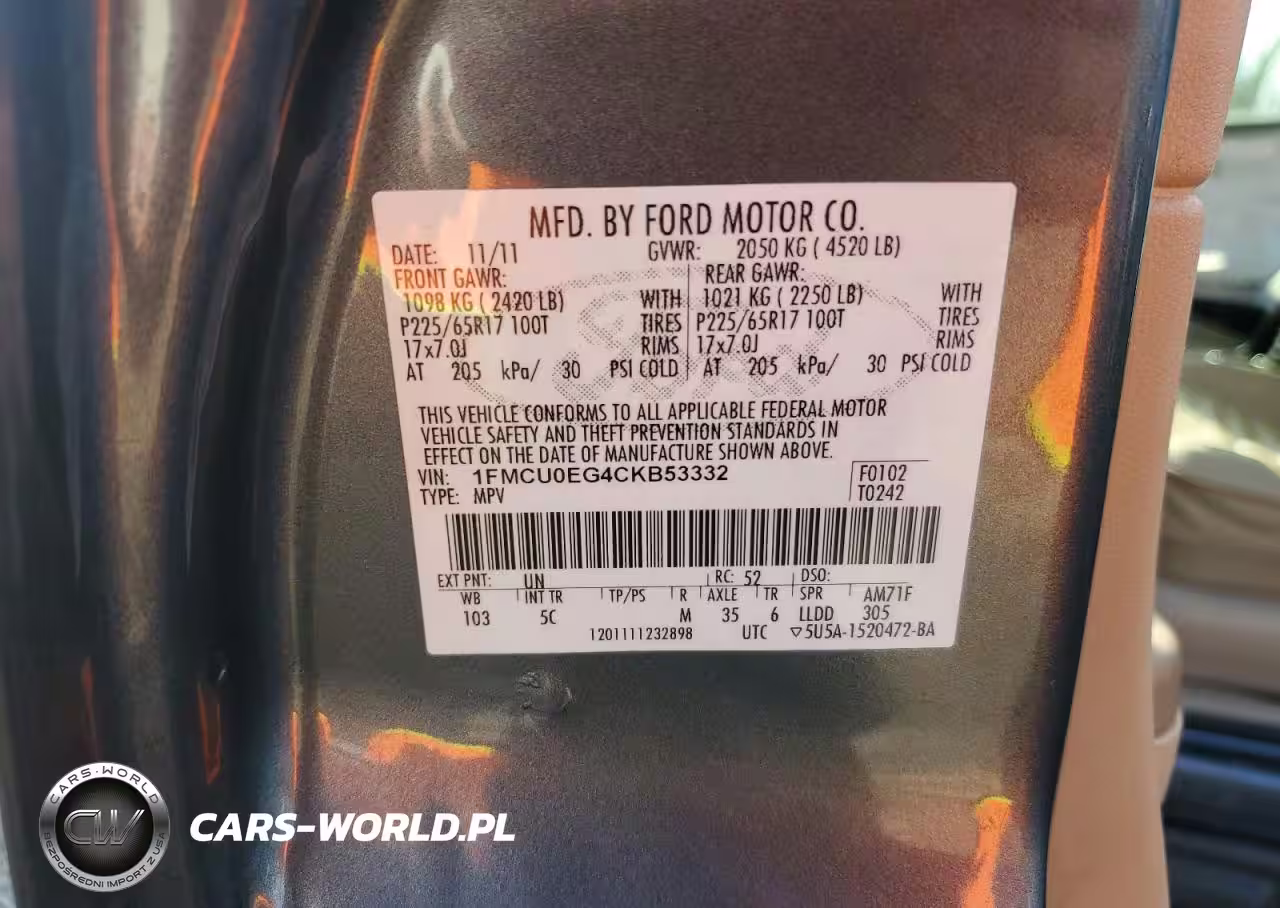 MFD. BY FORD MOTOR CO.
DATE: 11/11 GVWR: 2050 KG ( 4520 LB)
FRONT GAWR: REAR GAWR:
1098 KG ( 2420 LB) WITH 1021 KG ( 2250 LB) WITH
P225/65R17 100T TIRES P225/65R17 100T TIRES
17x7.0J RIMS 17x7.0J RIMS
AT 205 kPa/ 30 PSI COLD AT 205 kPa/ 30 PSI COLD
THIS VEHICLE CONFORMS TO ALL APPLICABLE FEDERAL MOTOR
VEHICLE SAFETY AND THEFT PREVENTION STANDARDS IN
EFFECT ON THE DATE OF MANUFACTURE SHOWN ABOVE.
VIN: 1FMCU0EG4CKB53332 F0102
TYPE: MPV T0242
EXT PNT: UN RC: 52 DSO:
WB INT TR TP/PS R AXLE TR SPR AM71F
103 5C M 35 6 LLDD 305
1201111232898 UTC ▽5U5A-1520472-BA
CARS-WORLD
CW
BEZPOŚREDNI IMPORT Z USA
CARS-WORLD.PL